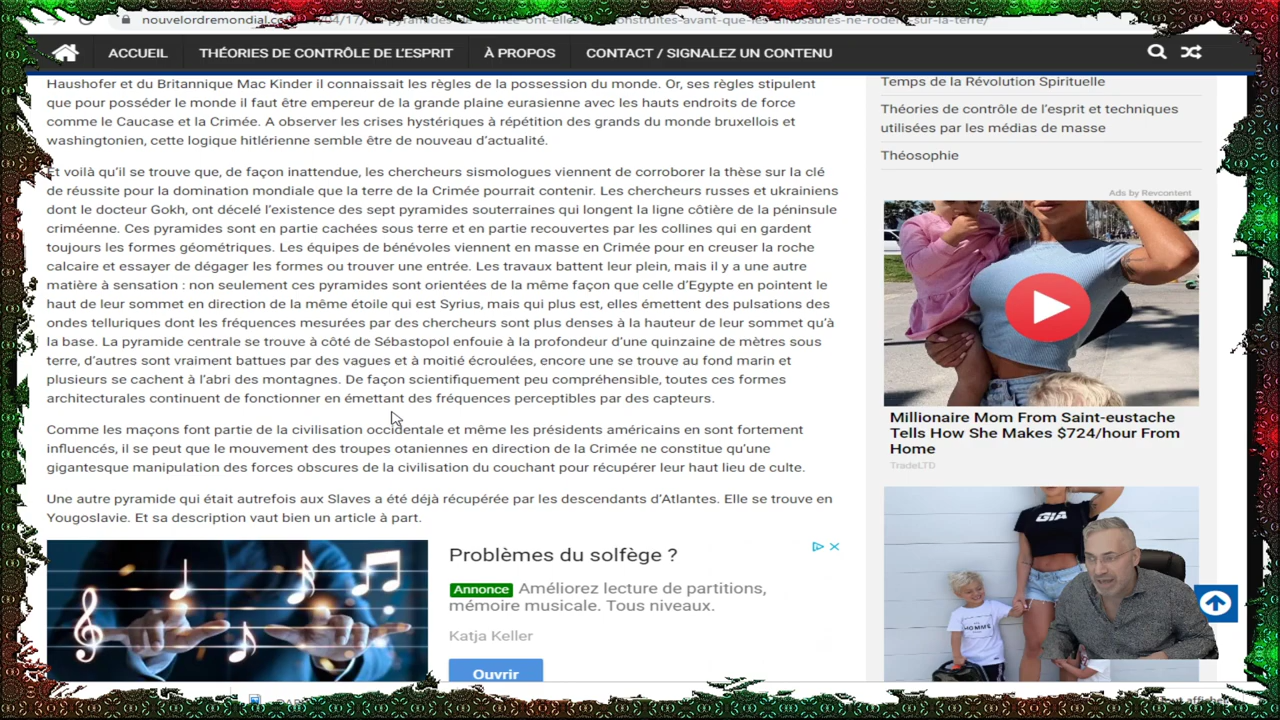 nouvelordremondial.
ACCUEIL
THÉORIES DE CONTRÔLE DE L'ESPRIT
À PROPOS
CONTACT / SIGNALEZ UN CONTENU
Haushofer et du Britannique Mac Kinder il connaissait les règles de la possession du monde. Or, ses règles stipulent
que pour posséder le monde il faut être empereur de la grande plaine eurasienne avec les hauts endroits de force
comme le Caucase et la Crimée. A observer les crises hystériques à répétition des grands du monde bruxellois et
washingtonien, cette logique hitlérienne semble être de nouveau d'actualité.
Et voilà qu'il se trouve que, de façon inattendue, les chercheurs sismologues viennent de corroborer la thèse sur la clé
de réussite pour la domination mondiale que la terre de la Crimée pourrait contenir. Les chercheurs russes et ukrainiens
dont le docteur Gokh, ont décelé l'existence des sept pyramides souterraines qui longent la ligne côtière de la péninsule
criméenne. Ces pyramides sont en partie cachées sous terre et en partie recouvertes par les collines qui en gardent
toujours les formes géométriques. Les équipes de bénévoles viennent en masse en Crimée pour en creuser la roche
calcaire et essayer de dégager les formes ou trouver une entrée. Les travaux battent leur plein, mais il y a une autre
matière à sensation : non seulement ces pyramides sont orientées de la même façon que celle d'Egypte en pointent le
haut de leur sommet en direction de la même étoile qui est Syrius, mais qui plus est, elles émettent des pulsations des
ondes telluriques dont les fréquences mesurées par des chercheurs sont plus denses à la hauteur de leur sommet qu'à
la base. La pyramide centrale se trouve à côté de Sébastopol enfouie à la profondeur d'une quinzaine de mètres sous
terre, d'autres sont vraiment battues par des vagues et à moitié écroulées, encore une se trouve au fond marin et
plusieurs se cachent à l'abri des montagnes. De façon scientifiquement peu compréhensible, toutes ces formes
architecturales continuent de fonctionner en émettant des fréquences perceptibles par des capteurs.
Comme les maçons font partie de la civilisation occidentale et même les présidents américains en sont fortement
influencés, il se peut que le mouvement des troupes otaniennes en direction de la Crimée ne constitue qu'une
gigantesque manipulation des forces obscures de la civilisation du couchant pour récupérer leur haut lieu de culte.
Une autre pyramide qui était autrefois aux Slaves a été déjà récupérée par les descendants d'Atlantes. Elle se trouve en
Yougoslavie. Et sa description vaut bien un article à part.
Problèmes du solfège ?
Annonce Améliorez lecture de partitions,
mémoire musicale. Tous niveaux.
Katja Keller
Ouvrir
Temps de la Révolution Spirituelle
Théories de contrôle de l'esprit et techniques
utilisées par les médias de masse
Théosophie
Ads by Revcontent
Millionaire Mom From Saint-eustache
Tells How She Makes $724/hour From
Home
TradeLTD
GIA